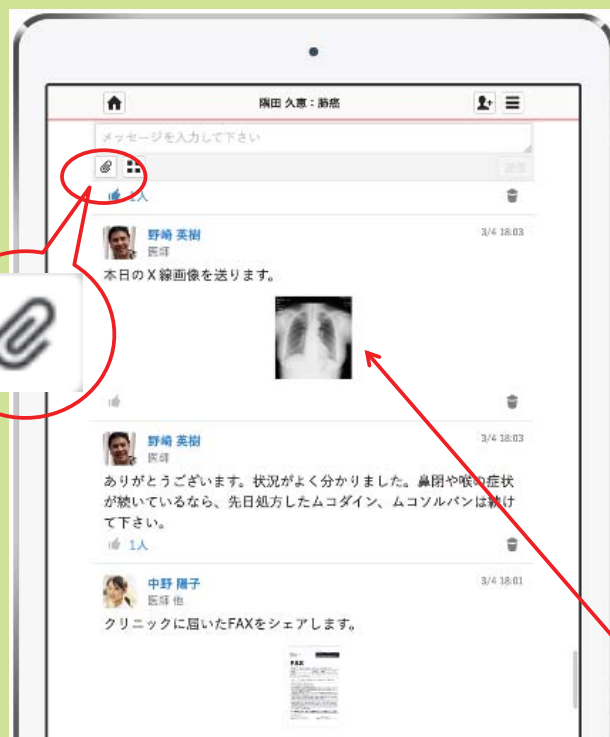 隅田 久恵：肺癌
メッセージを入力して下さい
送信
1人
野崎 英樹
3/4 18:03
医師
本日のX線画像を送ります。
野崎 英樹
3/4 18:03
医師
ありがとうございます。状況がよく分かりました。鼻閉や喉の症状
が続いているなら、先日処方したムコダイン、ムコソルバンは続け
て下さい。
1人
中野 陽子
3/4 18:01
医師 他
クリニックに届いたFAXをシェアします。
FAX